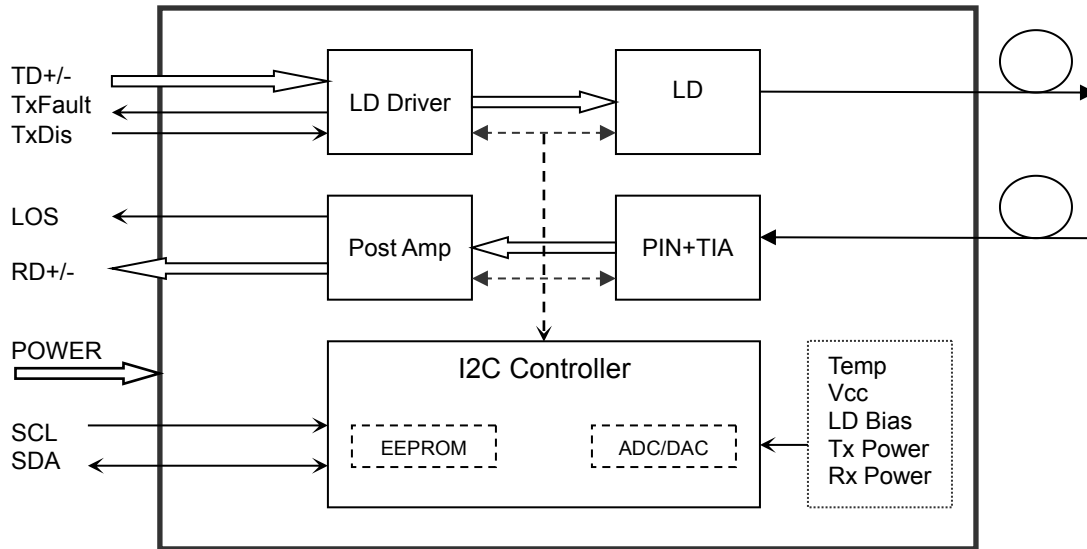 TD+/-
TxFault
TxDis
LD Driver
LD
LOS
RD+/-
Post Amp
PIN+TIA
POWER
SCL
SDA
I2C Controller
EEPROM
ADC/DAC
Temp
Vcc
LD Bias
Tx Power
Rx Power